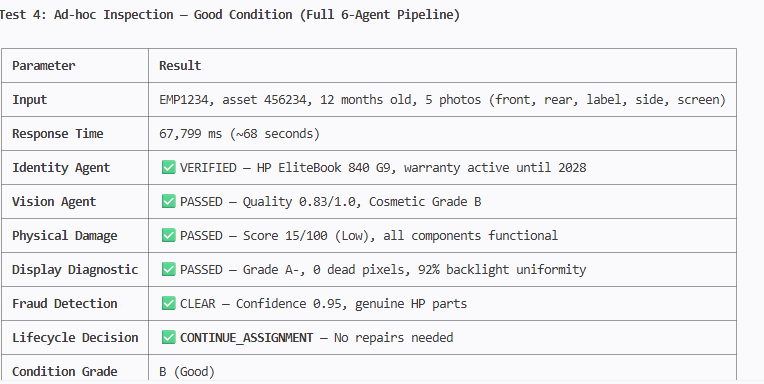 Test 4: Ad-hoc Inspection — Good Condition (Full 6-Agent Pipeline)
Parameter Result
Input EMP1234, asset 456234, 12 months old, 5 photos (front, rear, label, side, screen)
Response Time 67,799 ms (~68 seconds)
Identity Agent ✅ VERIFIED — HP EliteBook 840 G9, warranty active until 2028
Vision Agent ✅ PASSED — Quality 0.83/1.0, Cosmetic Grade B
Physical Damage ✅ PASSED — Score 15/100 (Low), all components functional
Display Diagnostic ✅ PASSED — Grade A-, 0 dead pixels, 92% backlight uniformity
Fraud Detection ✅ CLEAR — Confidence 0.95, genuine HP parts
Lifecycle Decision ✅ CONTINUE_ASSIGNMENT — No repairs needed
Condition Grade B (Good)